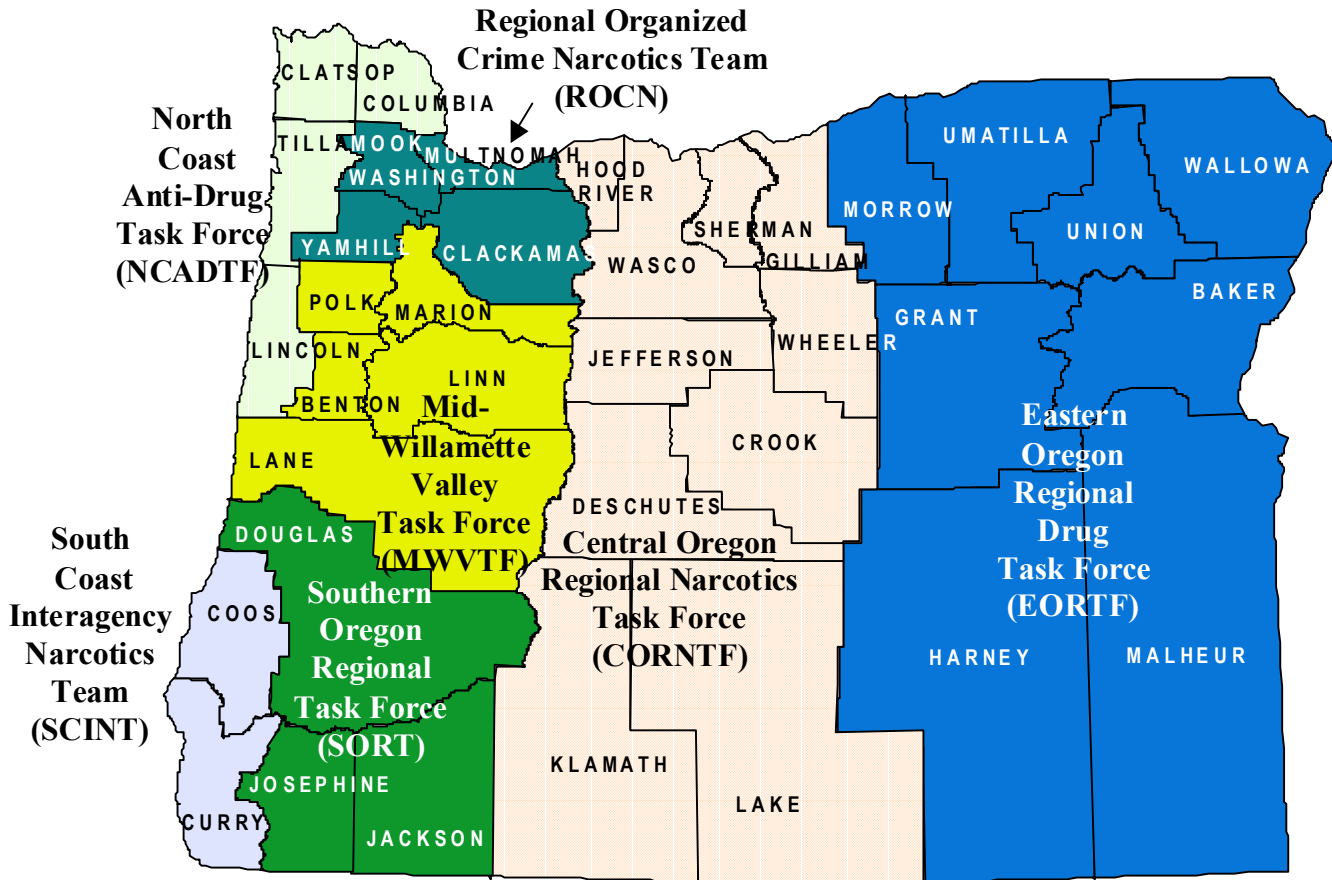 Regional Organized
Crime Narcotics Team
(ROCN)
CLATSOP
COLUMBIA
North
Coast
Anti-Drug
Task Force
(NCADTF)
TILLAMOOK
MULTNOMAH
WASHINGTON
HOOD
RIVER
UMATILLA
WALLOWA
MORROW
UNION
SHERMAN
GILLIAM
YAMHILL
CLACKAMAS
WASCO
POLK
MARION
BAKER
GRANT
WHEELER
JEFFERSON
LINCOLN
LINN
BENTON
Mid-
Willamette
Valley
Task Force
(MWVTF)
LANE
CROOK
DESCHUTES
Eastern
Oregon
Regional
Drug
Task Force
(EORTF)
DOUGLAS
Central Oregon
Regional Narcotics
Task Force
(CORNTF)
South
Coast
Interagency
Narcotics
Team
(SCINT)
COOS
Southern
Oregon
Regional
Task Force
(SORT)
HARNEY
MALHEUR
KLAMATH
LAKE
JOSEPHINE
CURRY
JACKSON